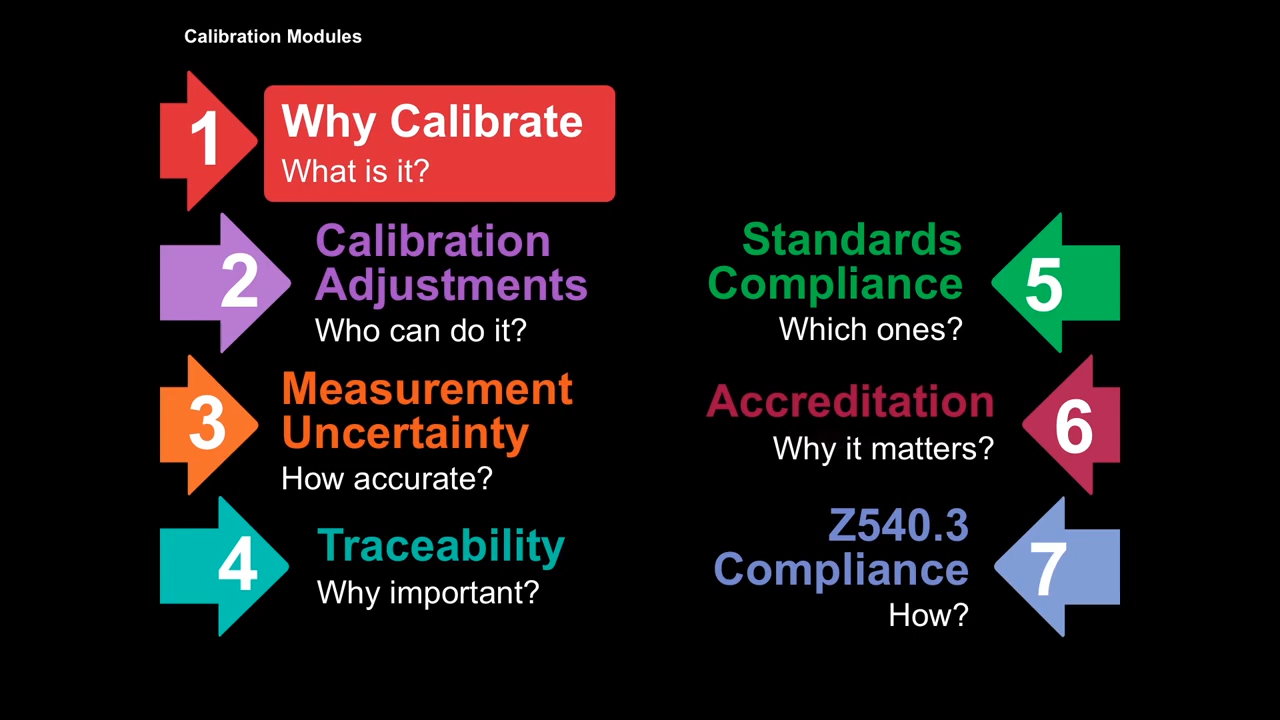 Calibration Modules
1
Why Calibrate
What is it?
2
Calibration
Adjustments
Who can do it?
3
Measurement
Uncertainty
How accurate?
4
Traceability
Why important?
Standards
Compliance
Which ones?
5
Accreditation
Why it matters?
6
Z540.3
Compliance
How?
7